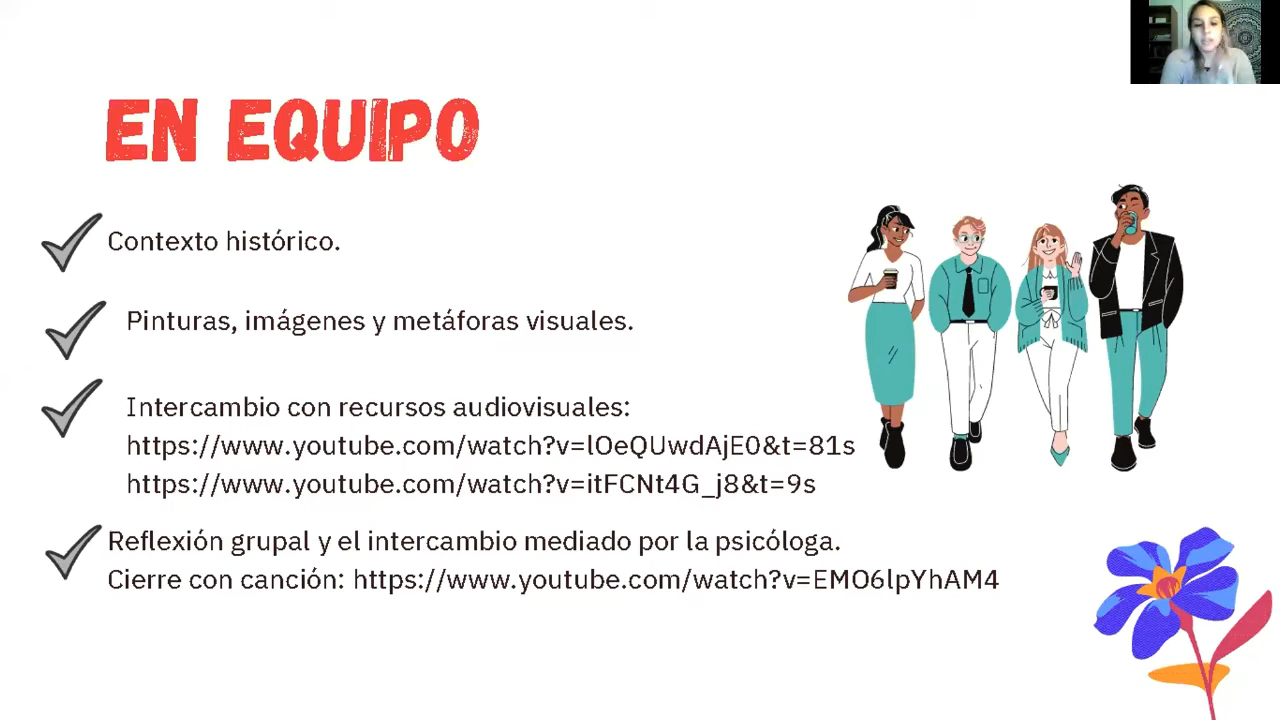 EN EQUIPO
Contexto histórico.
Pinturas, imágenes y metáforas visuales.
Intercambio con recursos audiovisuales:
https://www.youtube.com/watch?v=lOeQUwdAjE0&t=81s
https://www.youtube.com/watch?v=itFCNt4G_j8&t=9s
Reflexión grupal y el intercambio mediado por la psicóloga.
Cierre con canción: https://www.youtube.com/watch?v=EMO6lpYhAM4